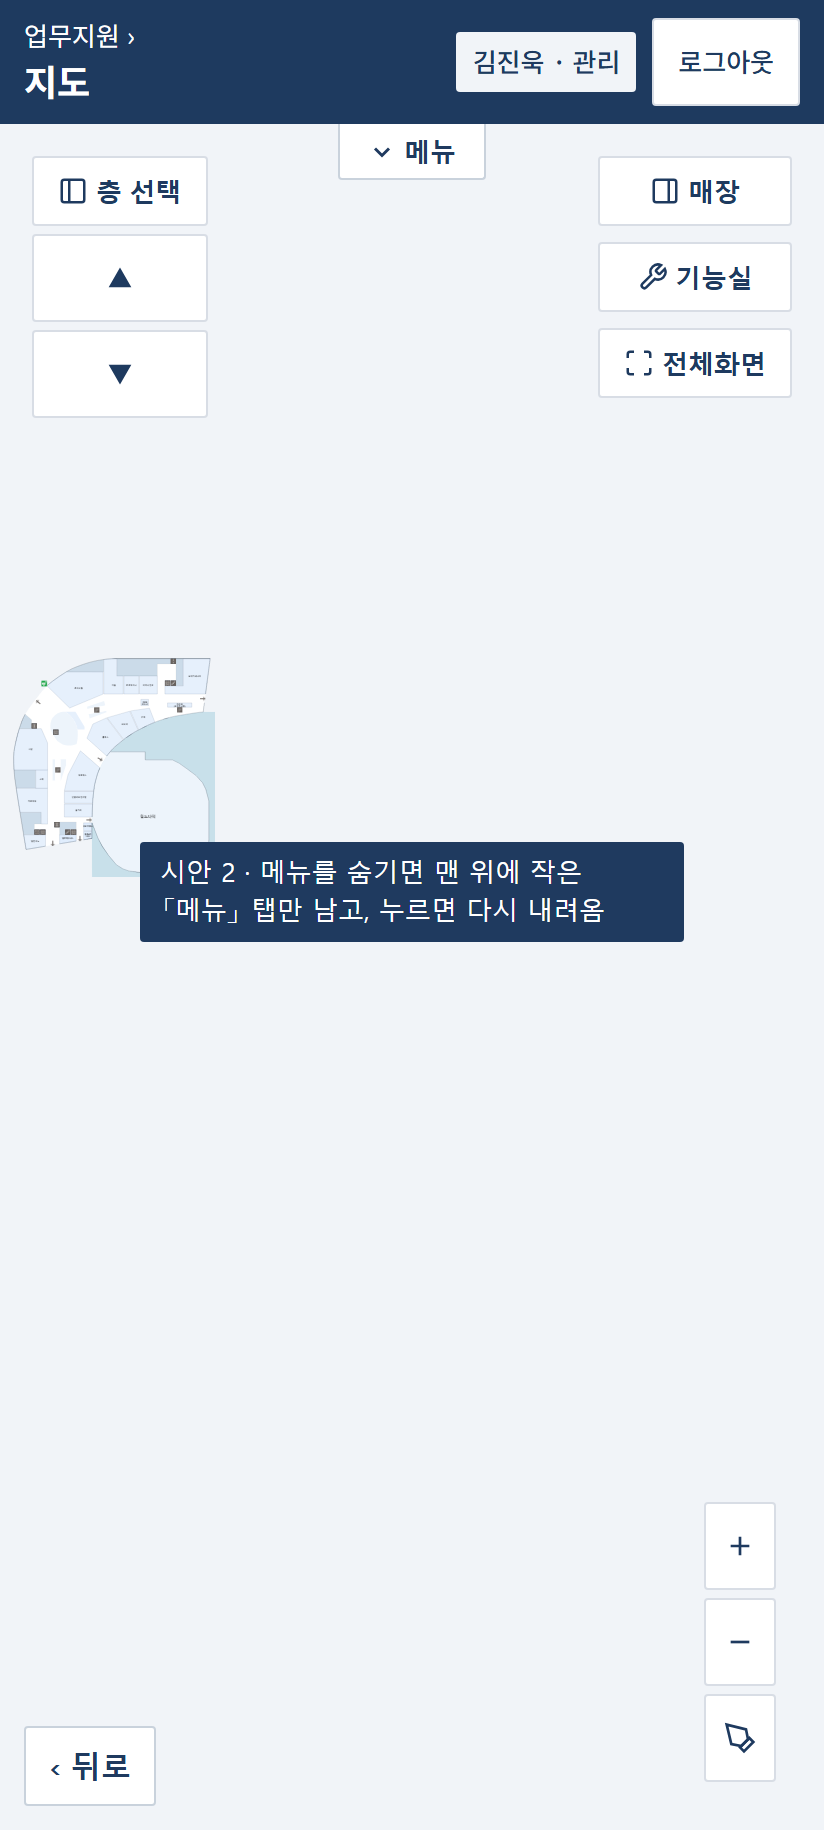 업무지원 ›
지도
김진욱 · 관리
로그아웃
메뉴
층 선택
▲
▼
매장
기능실
전체화면
시안 2 · 메뉴를 숨기면 맨 위에 작은
「메뉴」 탭만 남고, 누르면 다시 내려옴
+
−
‹ 뒤로